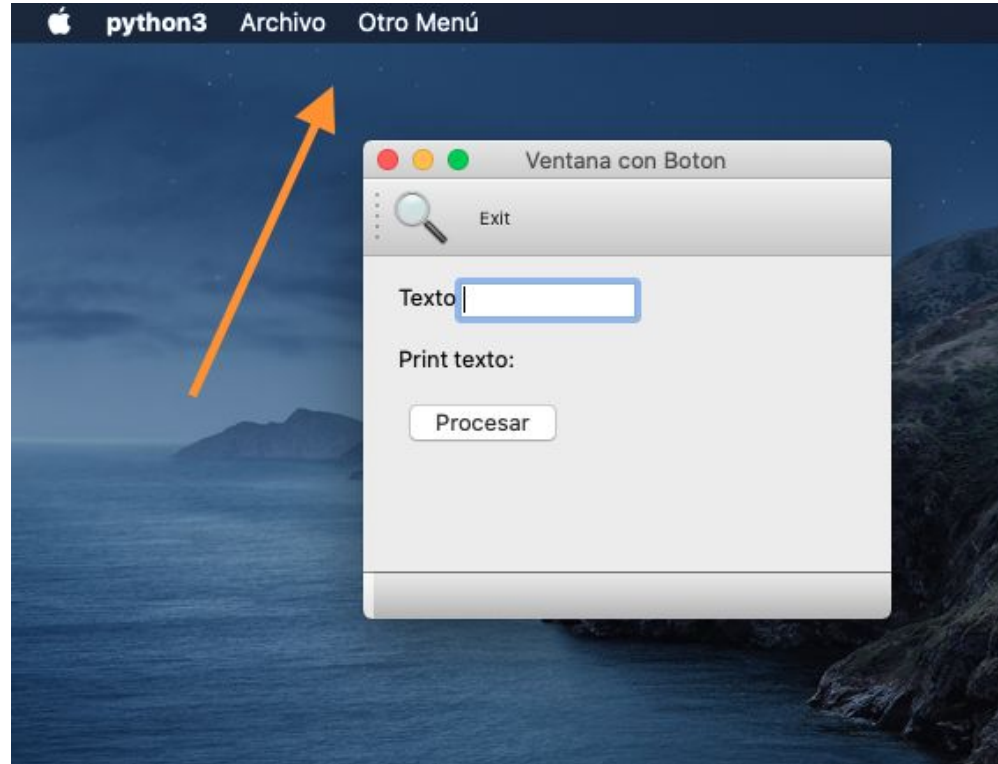 python3 Archivo Otro Menú
Ventana con Boton
Exit
Texto
Print texto:
Procesar